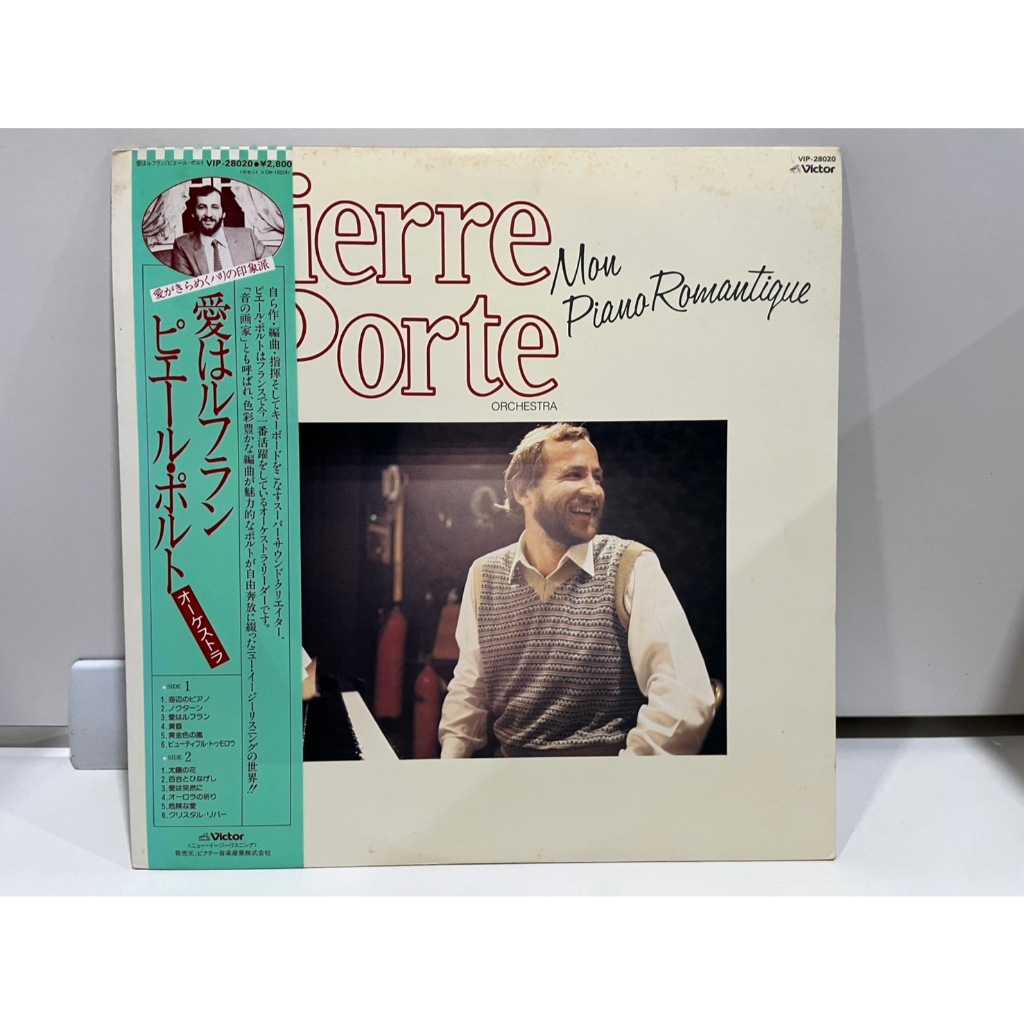 愛はルフラン/ピエール・ポルト VIP-28020●¥2,800
(カセット VCW-10024)
愛がきらめくパリの印象派
愛はルフラン
ピエール・ポルト
オーケストラ
自ら作・編曲・指揮そしてキーボードをこなすスーパー・サウンド・クリエイター、
ピエール・ポルトはフランスで今一番活躍をしているオーケストラ・リーダーです。
「音の画家」とも呼ばれ、色彩豊かな編曲が魅力的なポルトが自由奔放に綴ったニュー・イージーリスニングの世界!!
●SIDE 1
1.渚辺のピアノ
2.ノクターン
3.愛はルフラン
4.黄昏
5.黄金色の風
6.ビューティフル・トゥモロウ
●SIDE 2
1.太陽の花
2.百合とひなげし
3.愛は突然に
4.オーロラの祈り
5.危険な愛
6.クリスタル・リバー
Victor
〈ニュー・イージーリスニング〉
発売元:ビクター音楽産業株式会社
ierre
Porte
ORCHESTRA
Mon
Piano Romantique
VIP-28020
Victor